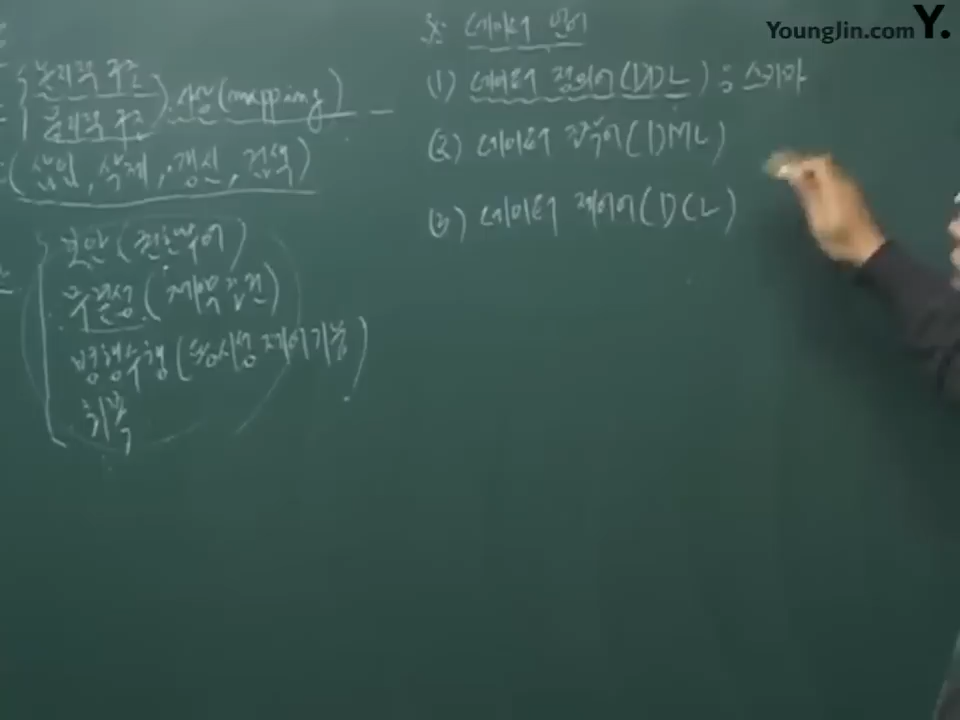 YoungJin.com Y.
논리적 구조
물리적 구조
사상(mapping)
(삽입, 삭제, 갱신, 검색)
보안(권한부여)
무결성(제약조건)
병행수행(동시성제어기능)
회복
※ 데이터 언어
(1) 데이터 정의어(DDL) : 스키마
(2) 데이터 조작어(DML)
(3) 데이터 제어어(DCL)